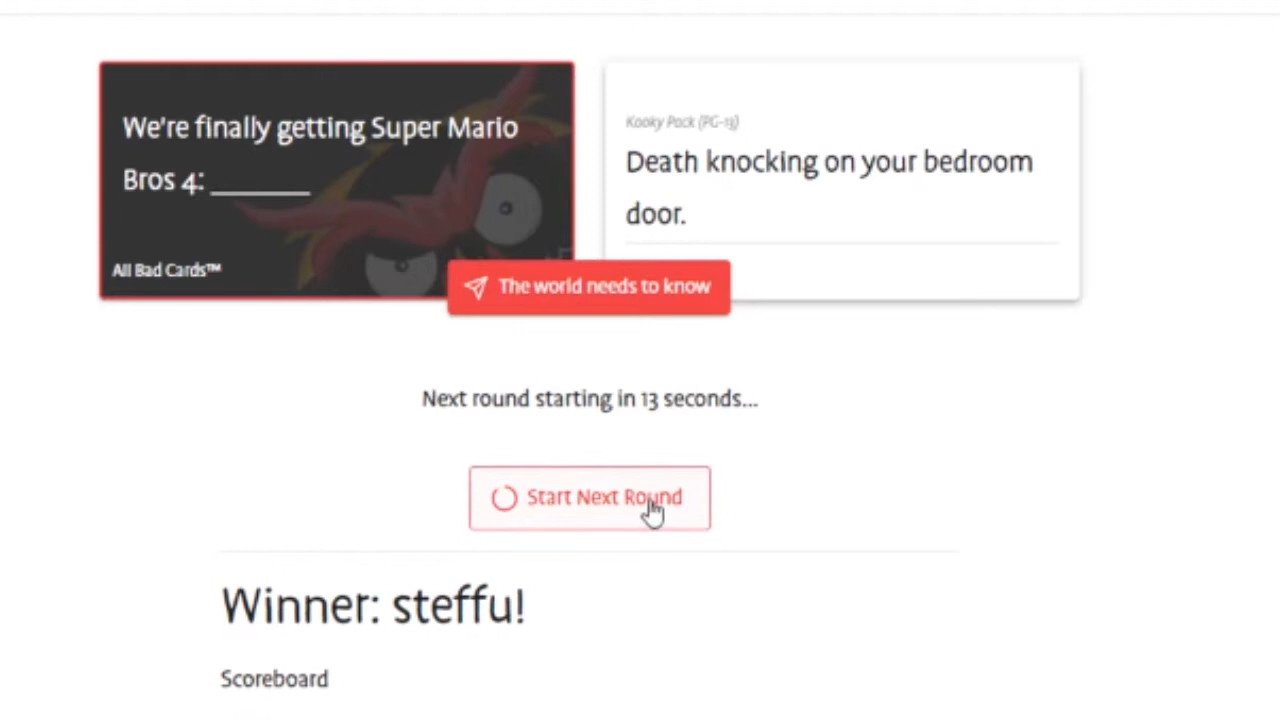 We're finally getting Super Mario
Bros 4: ________
All Bad Cards™
Kooky Pack (PG-13)
Death knocking on your bedroom
door.
The world needs to know
Next round starting in 13 seconds...
Start Next Round
Winner: steffu!
Scoreboard